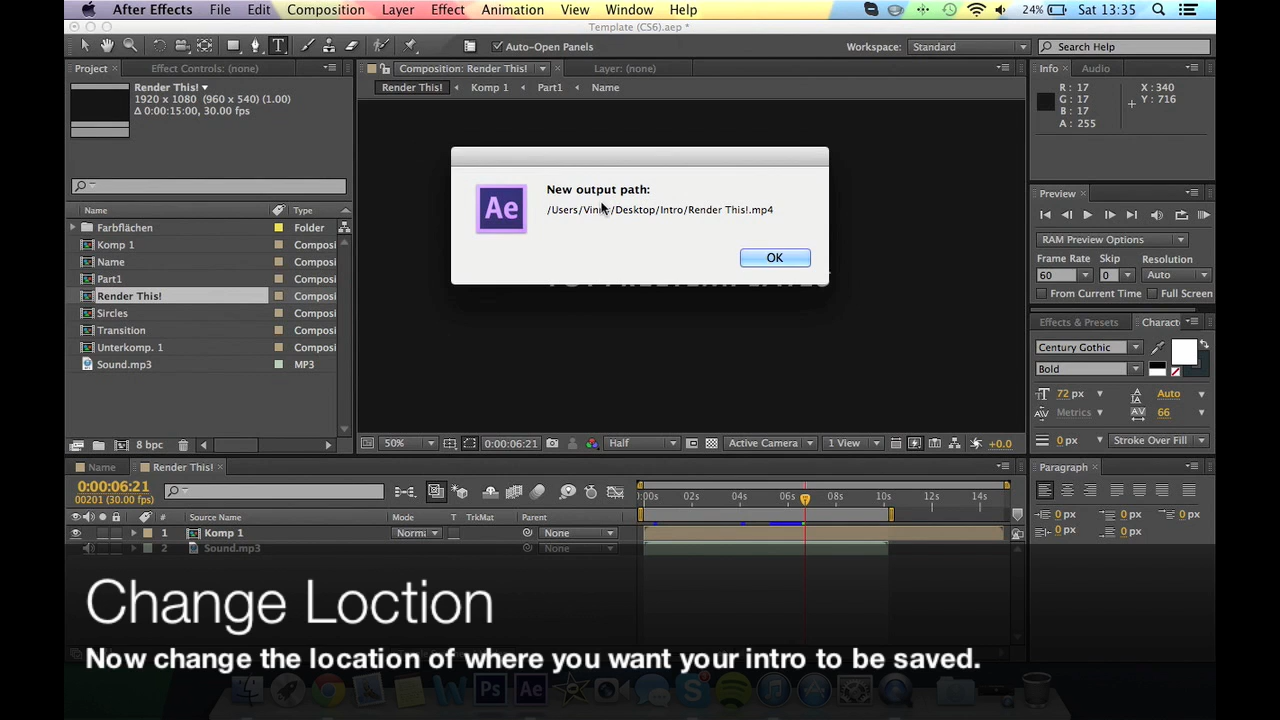 After Effects File Edit Composition Layer Effect Animation View Window Help 24% Sat 13:35
Template (CS6).aep *
T Auto-Open Panels Workspace: Standard Search Help
Project Effect Controls: (none) Composition: Render This! Layer: (none) Info Audio
Render This! Komp 1 Part1 Name
Render This!
1920 x 1080 (960 x 540) (1.00)
Δ 0:00:15:00, 30.00 fps
R : 17
G : 17
B : 17
A : 255
X : 340
Y : 716
Name Type
Farbflächen Folder
Komp 1 Composi
Name Composi
Part1 Composi
Render This! Composi
Sircles Composi
Transition Composi
Unterkomp. 1 Composi
Sound.mp3 MP3
8 bpc
New output path:
Ae /Desktop/Intro/Render This!.mp4
OK
Preview
RAM Preview Options
Frame Rate Skip Resolution
60 0 Auto
From Current Time Full Screen
Effects & Presets Charact
Century Gothic
Bold
72 px Auto
Metrics 66
0 px Stroke Over Fill
50% 0:00:06:21 Half Active Camera 1 View +0.0
Name Render This! Paragraph
0:00:06:21
00201 (30.00 fps)
:00s 02s 04s 06s 08s 10s 12s 14s
# Source Name Mode T TrkMat Parent
1 Komp 1 Norma None
2 Sound.mp3 None
0 px 0 px 0 px
0 px 0 px
Change Loction
Now change the location of where you want your intro to be saved.
Ps Ae